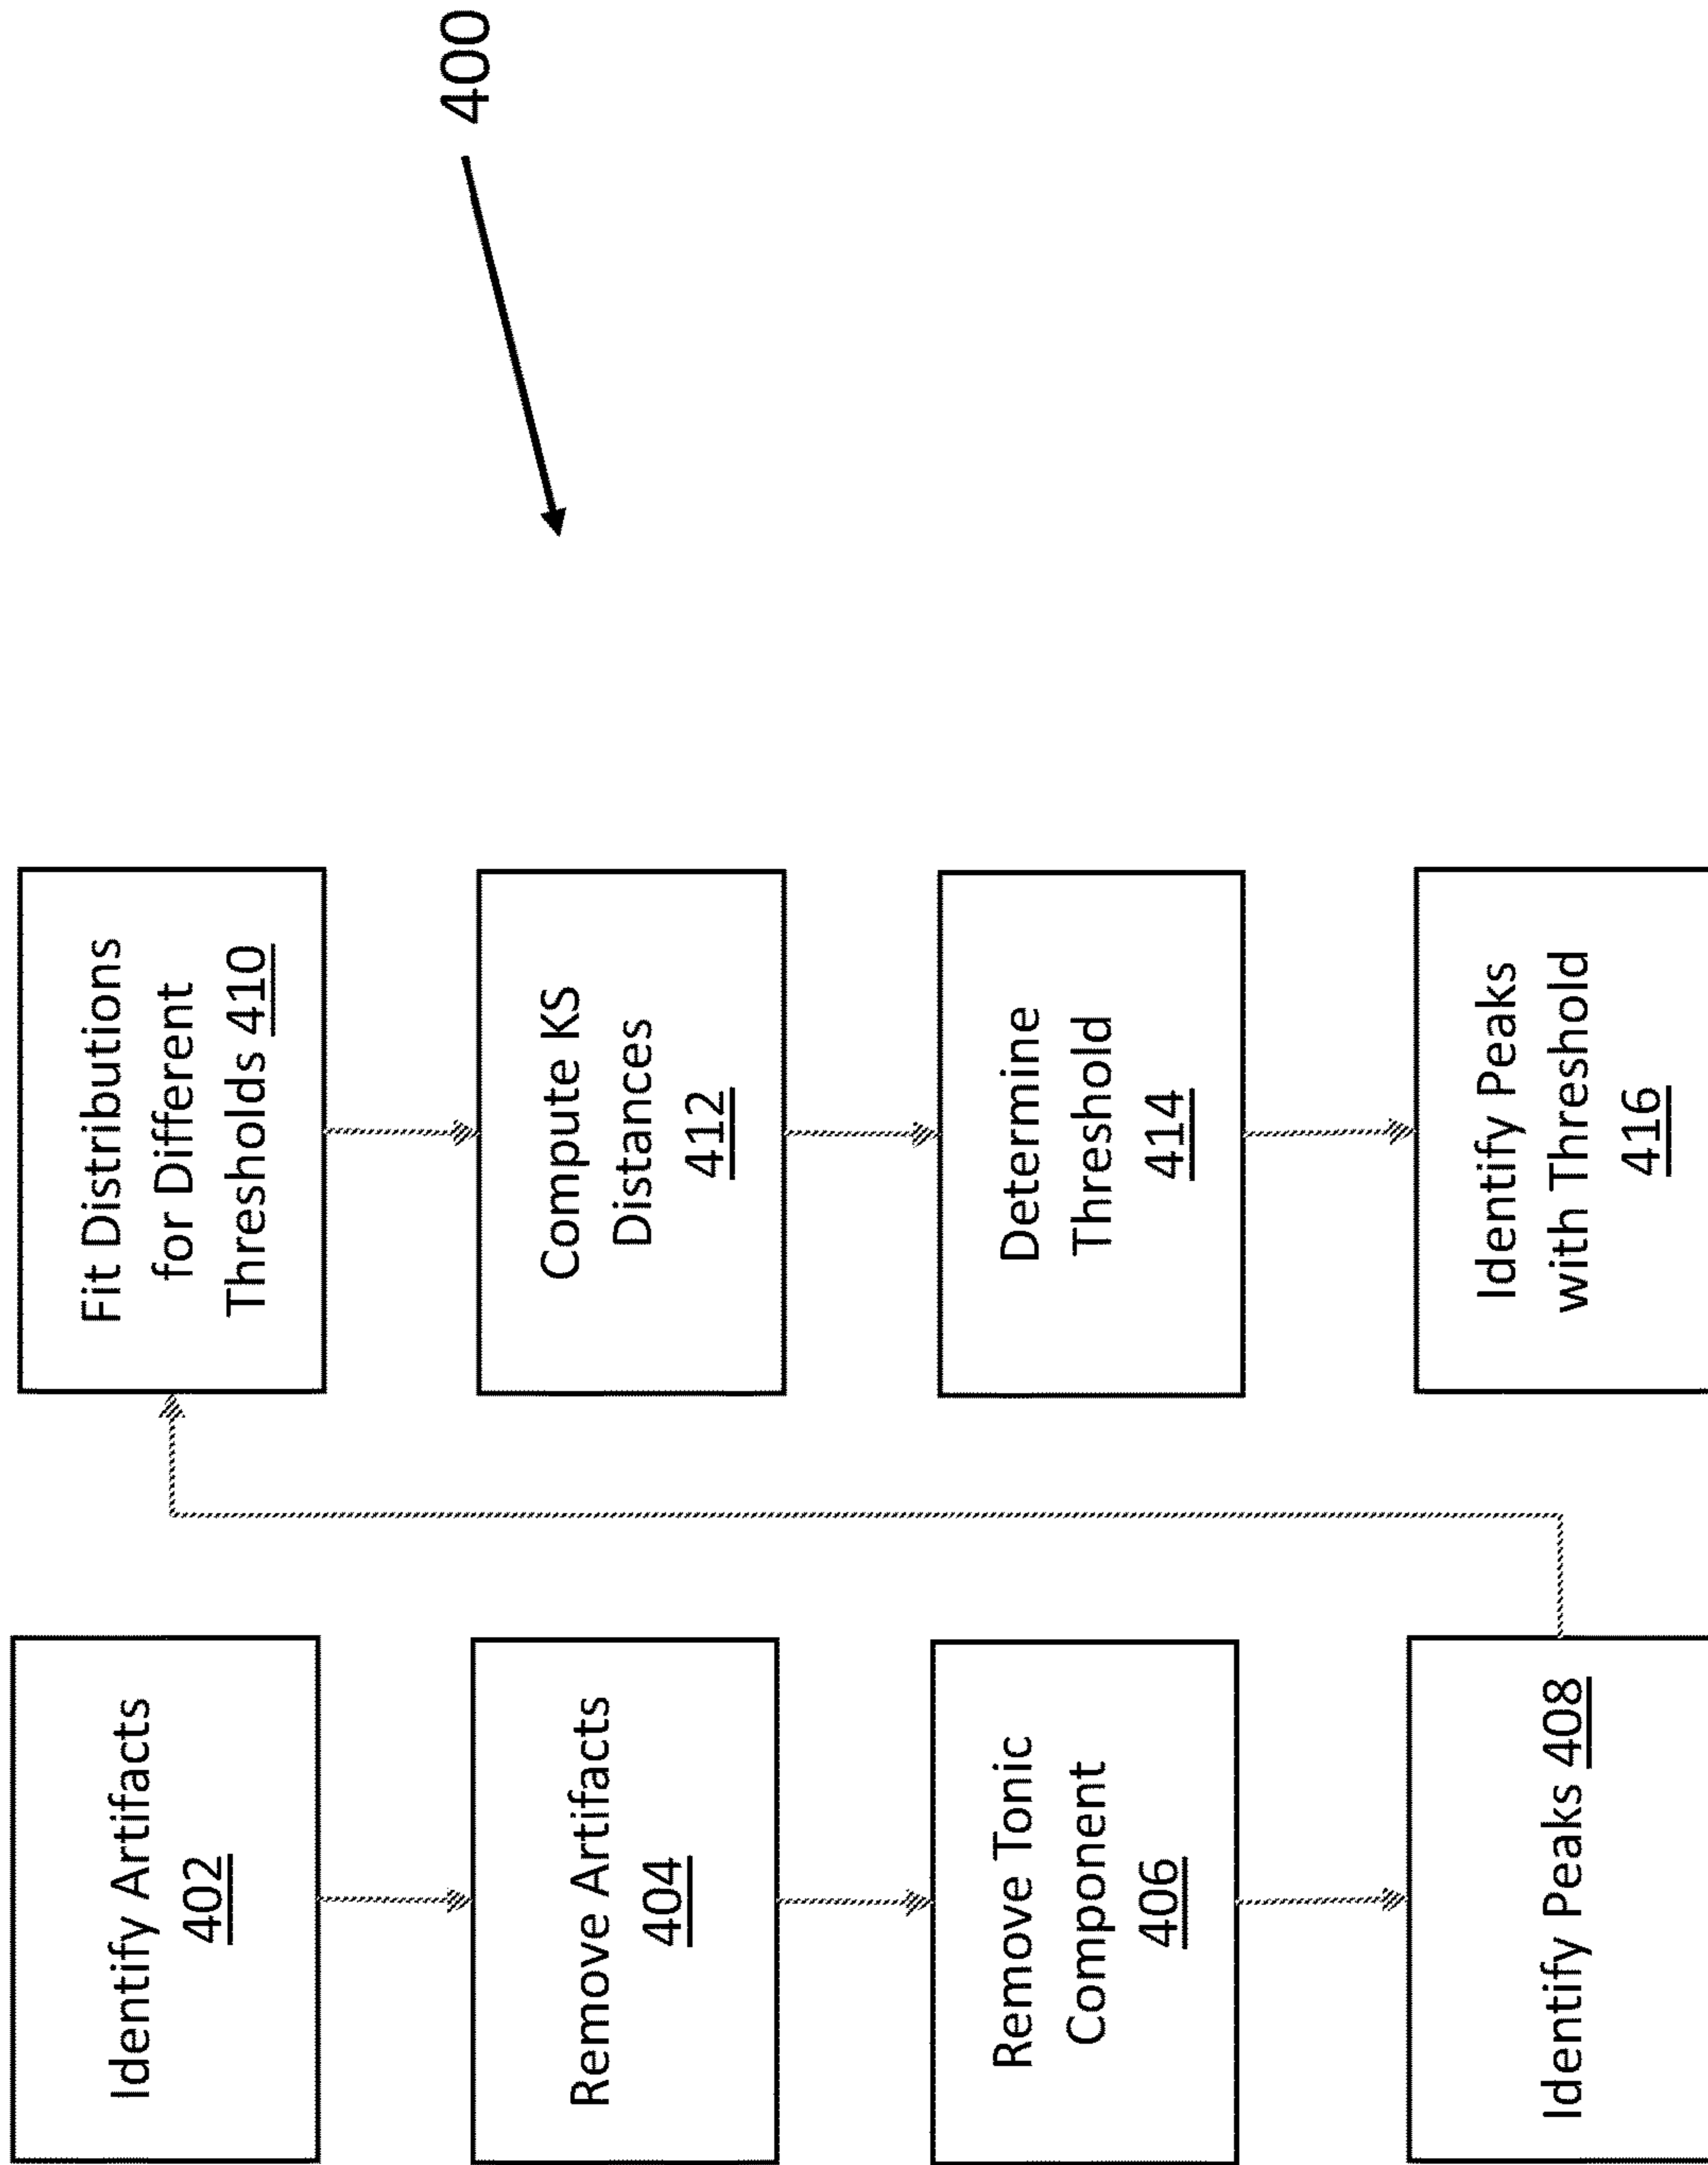 400
Identify Artifacts
402
Remove Artifacts
404
Remove Tonic
Component
406
Identify Peaks 408
Fit Distributions
for Different
Thresholds 410
Compute KS
Distances
412
Determine
Threshold
414
Identify Peaks
with Threshold
416